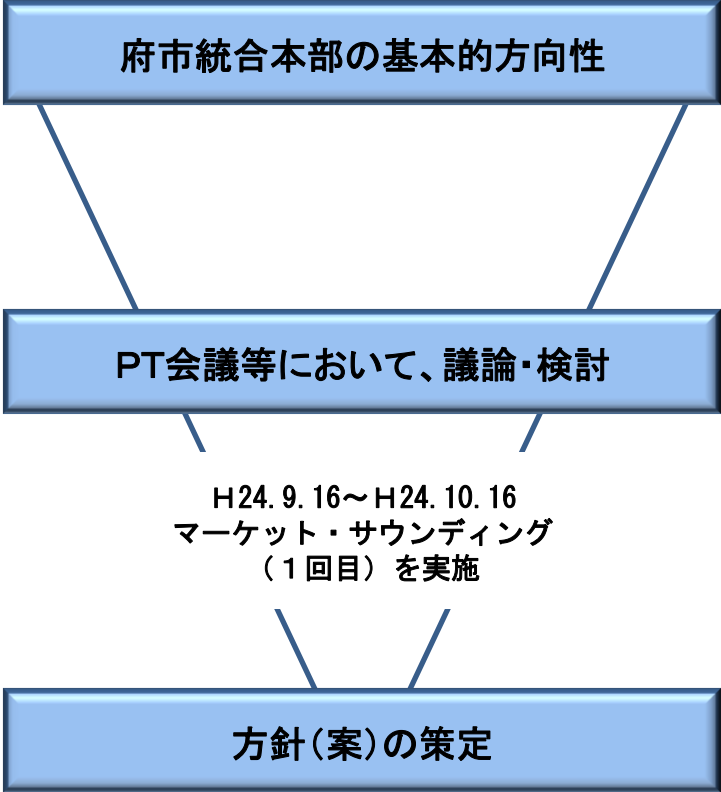 府市統合本部の基本的方向性
PT会議等において、議論・検討
H24.9.16～H24.10.16
マーケット・サウンディング
（１回目）を実施
方針（案）の策定